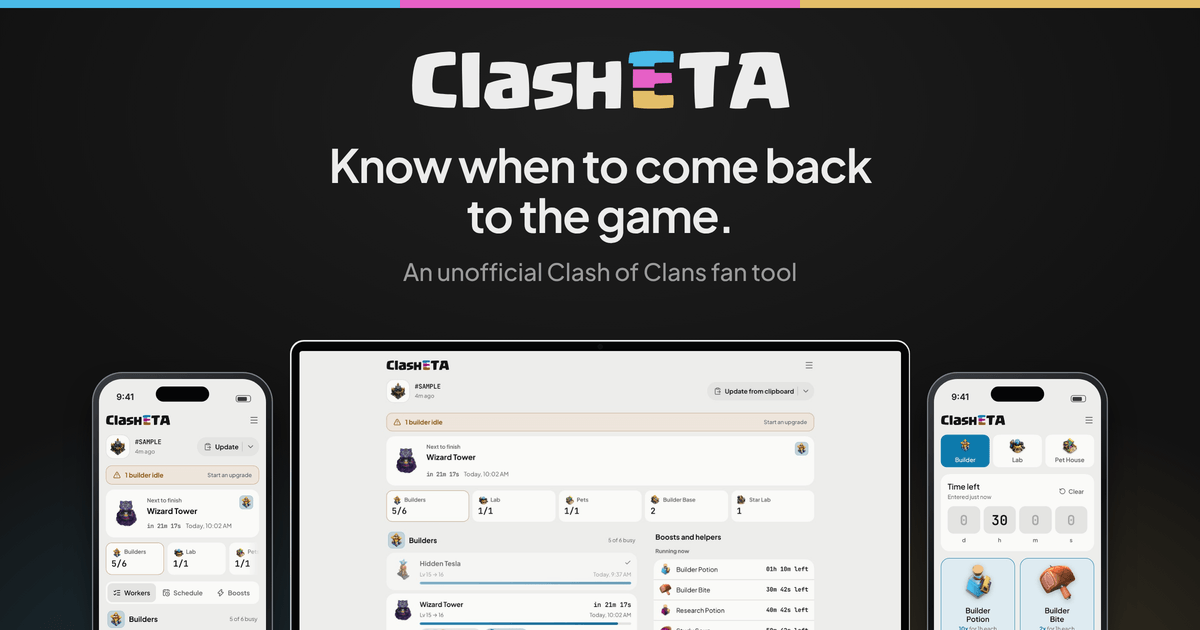 ClashETA
Know when to come back
to the game.
An unofficial Clash of Clans fan tool
9:41
ClashETA
#SAMPLE
4m ago
Update
1 builder idle
Start an upgrade
Next to finish
Wizard Tower
in 21m 17s Today, 10:02 AM
Builders
5/6
Lab
1/1
Pets
1/1
Workers
Schedule
Boosts
Builders
5 of 6 busy
ClashETA
#SAMPLE
4m ago
Update from clipboard
1 builder idle
Start an upgrade
Next to finish
Wizard Tower
in 21m 17s Today, 10:02 AM
Builders
5/6
Lab
1/1
Pets
1/1
Builder Base
2
Star Lab
1
Builders
5 of 6 busy
Hidden Tesla
Lv 15 → 16
Today, 9:37 AM
Wizard Tower
in 21m 17s
Lv 15 → 16
Today, 10:02 AM
Boosts and helpers
Running now
Builder Potion
01h 10m left
Builder Bite
30m 42s left
Research Potion
40m 42s left
9:41
ClashETA
Builder
Lab
Pet House
Time left
Entered just now
Clear
0
30
0
0
d
h
m
s
Builder
Potion
Builder
Bite